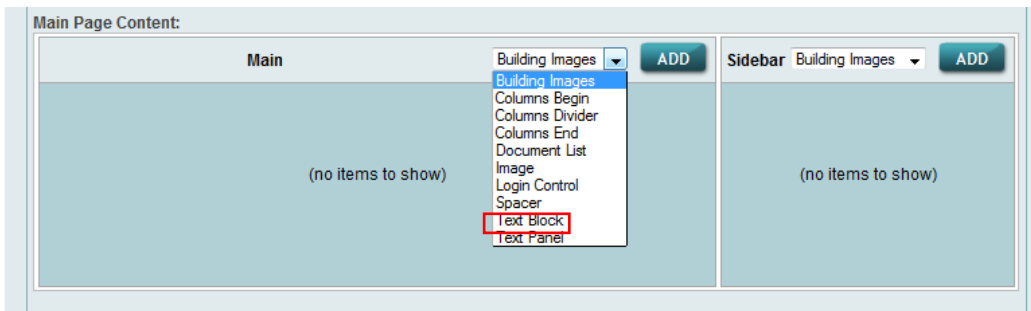 Main Page Content:
Main Building Images ADD Sidebar Building Images ADD
Building Images
Columns Begin
Columns Divider
Columns End
Document List
Image
Login Control
Spacer
Text Block
Text Panel
(no items to show) (no items to show)